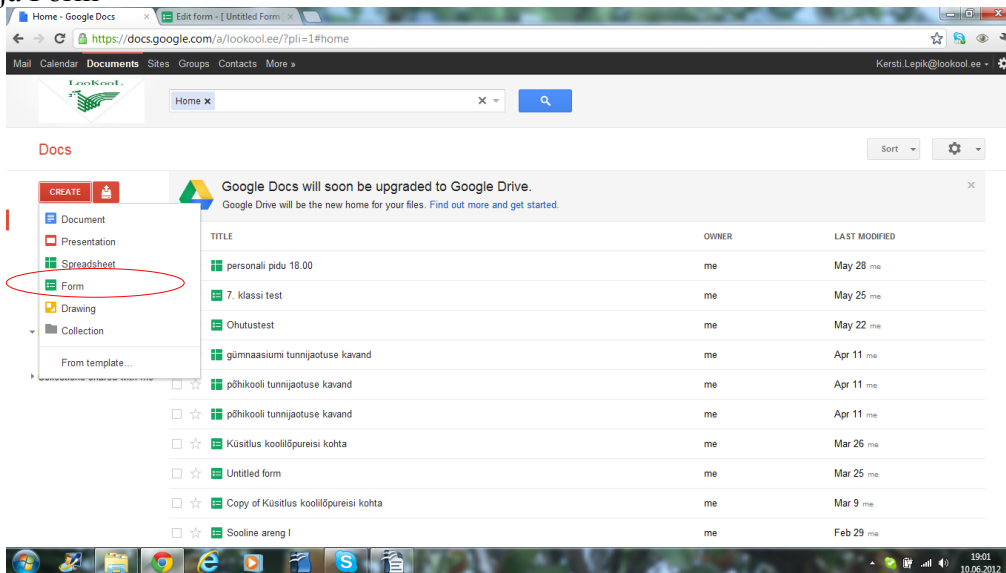 ja Form
Home - Google Docs × Edit form - [ Untitled Form ×
https://docs.google.com/a/lookool.ee/?pli=1#home
Mail Calendar Documents Sites Groups Contacts More » Kersti.Lepik@lookool.ee
LooKooL
Home × ×
Docs Sort
CREATE
Google Docs will soon be upgraded to Google Drive. ×
Google Drive will be the new home for your files. Find out more and get started.
Document
Presentation
Spreadsheet
Form
Drawing
Collection
From template...
TITLE OWNER LAST MODIFIED
personali pidu 18.00 me May 28 me
7. klassi test me May 25 me
Ohutustest me May 22 me
gümnaasiumi tunnijaotuse kavand me Apr 11 me
põhikooli tunnijaotuse kavand me Apr 11 me
põhikooli tunnijaotuse kavand me Apr 11 me
Küsitlus koolilõpureisi kohta me Mar 26 me
Untitled form me Mar 25 me
Copy of Küsitlus koolilõpureisi kohta me Mar 9 me
Sooline areng I me Feb 29 me
19:01
10.06.2012